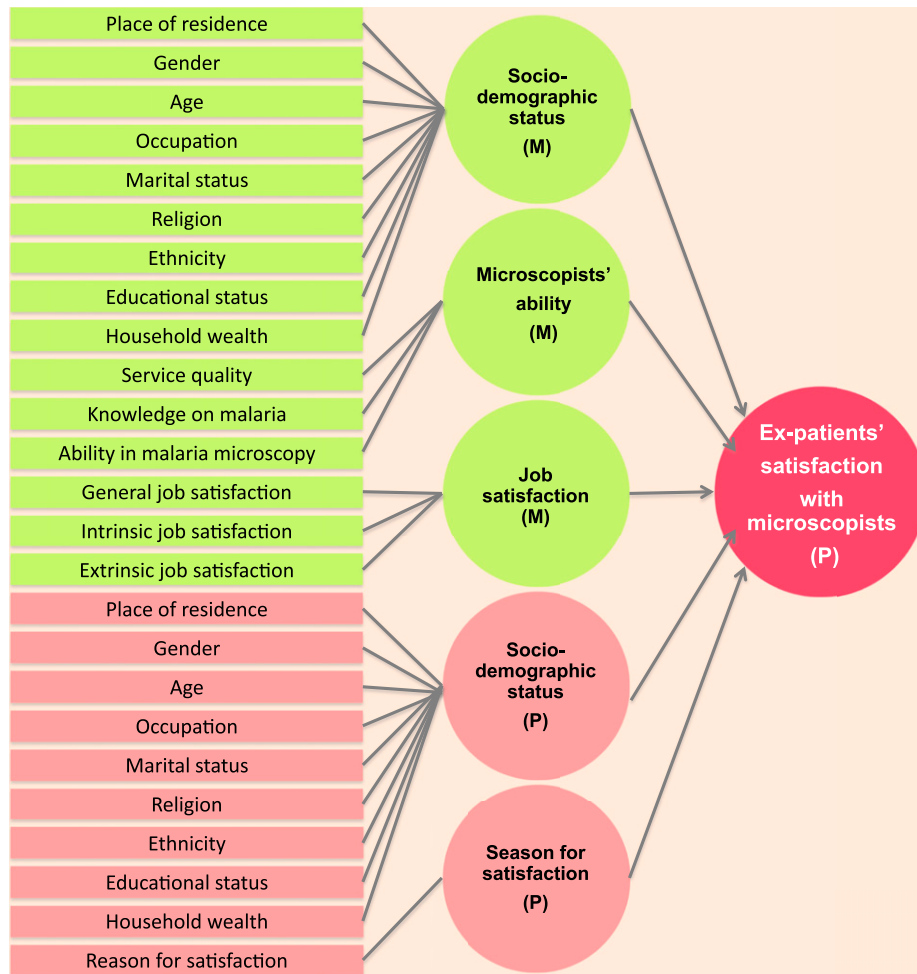 Place of residence
Gender
Age
Occupation
Marital status
Religion
Ethnicity
Educational status
Household wealth
Service quality
Knowledge on malaria
Ability in malaria microscopy
General job satisfaction
Intrinsic job satisfaction
Extrinsic job satisfaction
Place of residence
Gender
Age
Occupation
Marital status
Religion
Ethnicity
Educational status
Household wealth
Reason for satisfaction
Socio-
demographic
status
(M)
Microscopists’
ability
(M)
Job
satisfaction
(M)
Socio-
demographic
status
(P)
Season for
satisfaction
(P)
Ex-patients’
satisfaction
with
microscopists
(P)